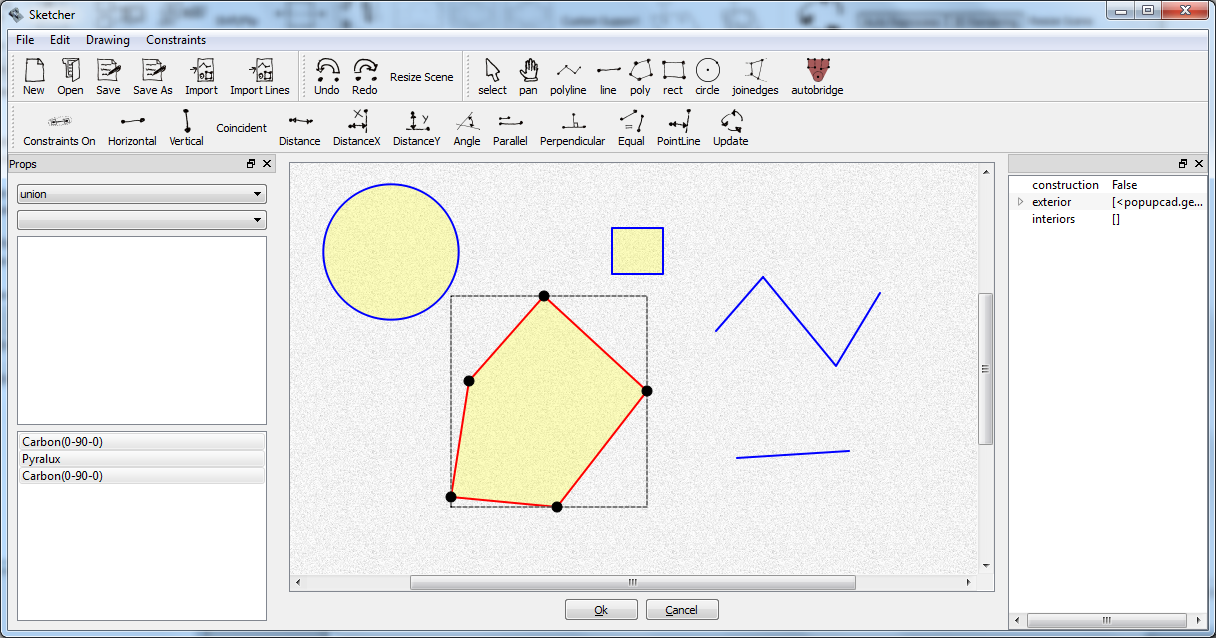 Sketcher
File Edit Drawing Constraints
New Open Save Save As Import Import Lines Undo Redo Resize Scene select pan polyline line poly rect circle joinedges autobridge
Constraints On Horizontal Vertical Coincident Distance DistanceX DistanceY Angle Parallel Perpendicular Equal PointLine Update
Props
union
Carbon(0-90-0)
Pyralux
Carbon(0-90-0)
construction False
exterior [<popupcad.ge...
interiors []
Ok Cancel